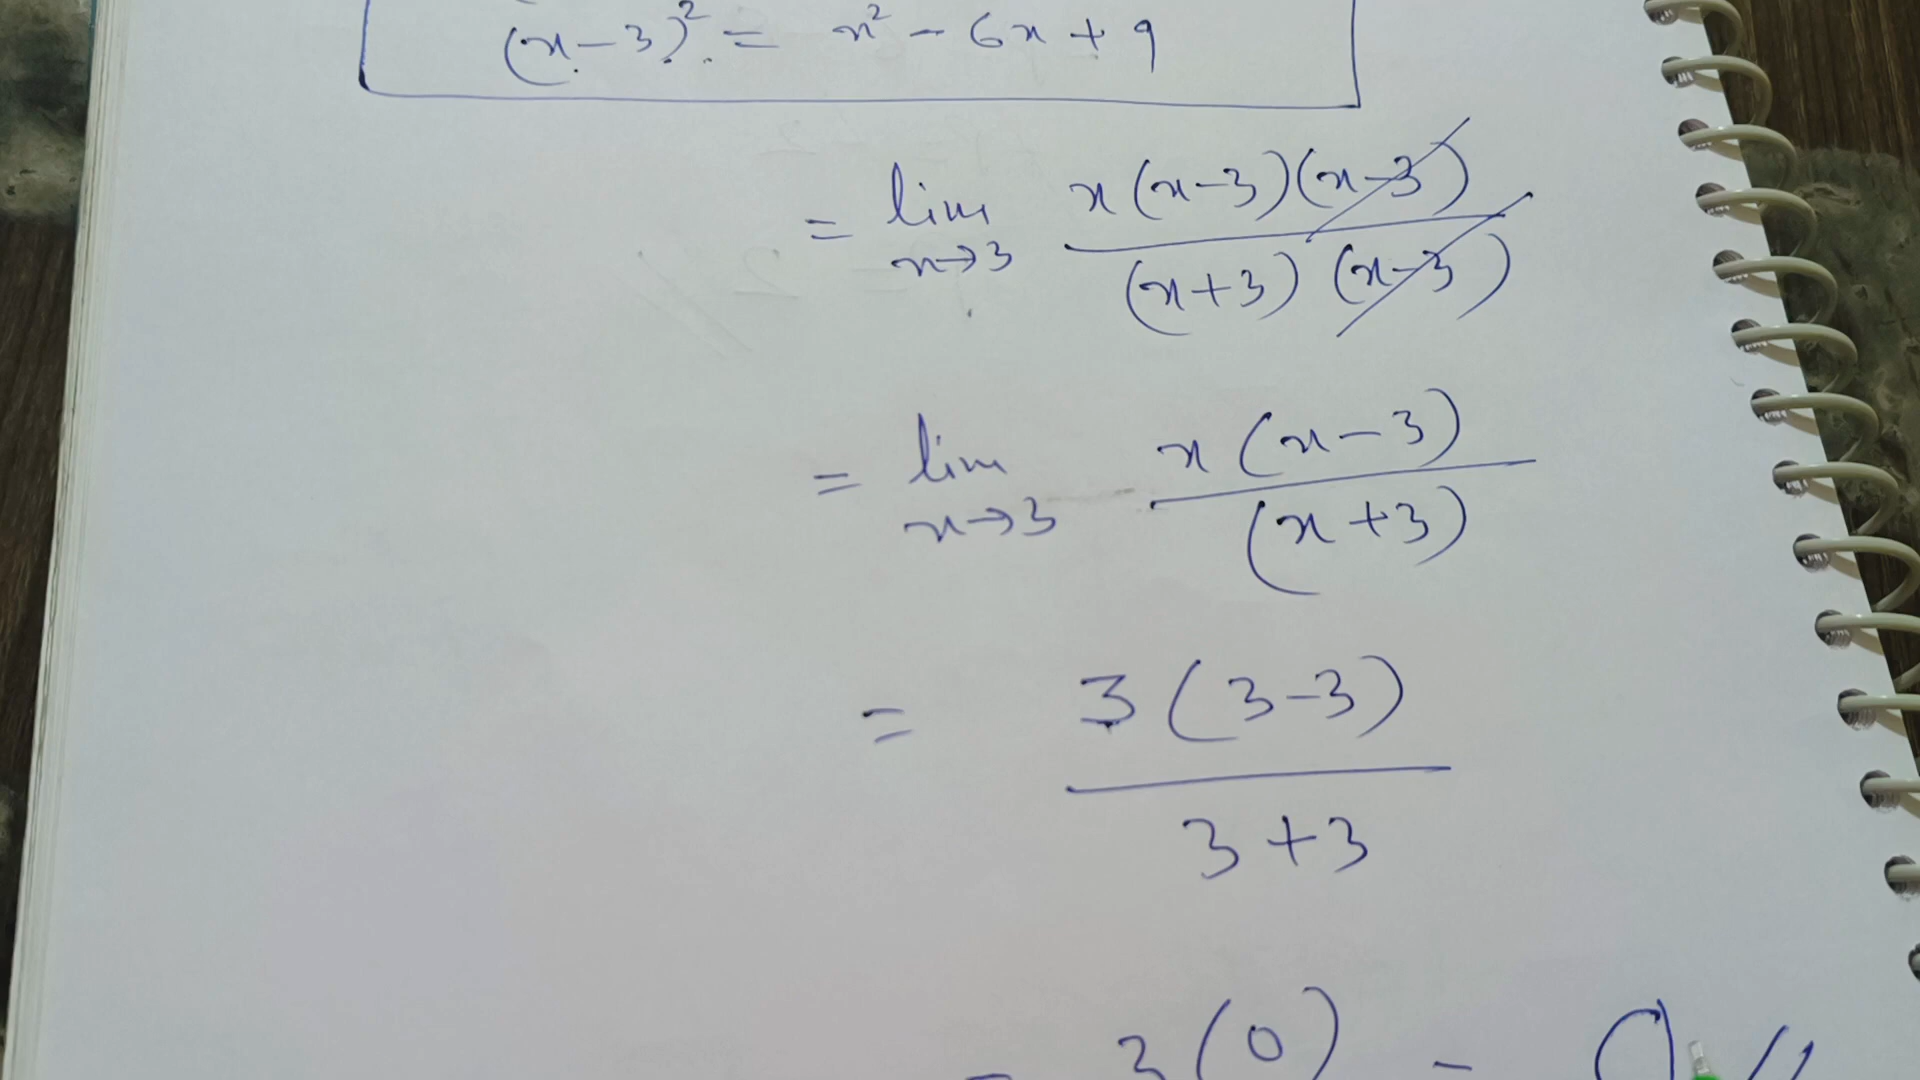 (x-3)² = x² - 6x + 9
= lim x→3 x(x-3)(x-3) / (x+3)(x-3)
= lim x→3 x(x-3) / (x+3)
= 3(3-3) / 3+3
= 3(0) = 0 //